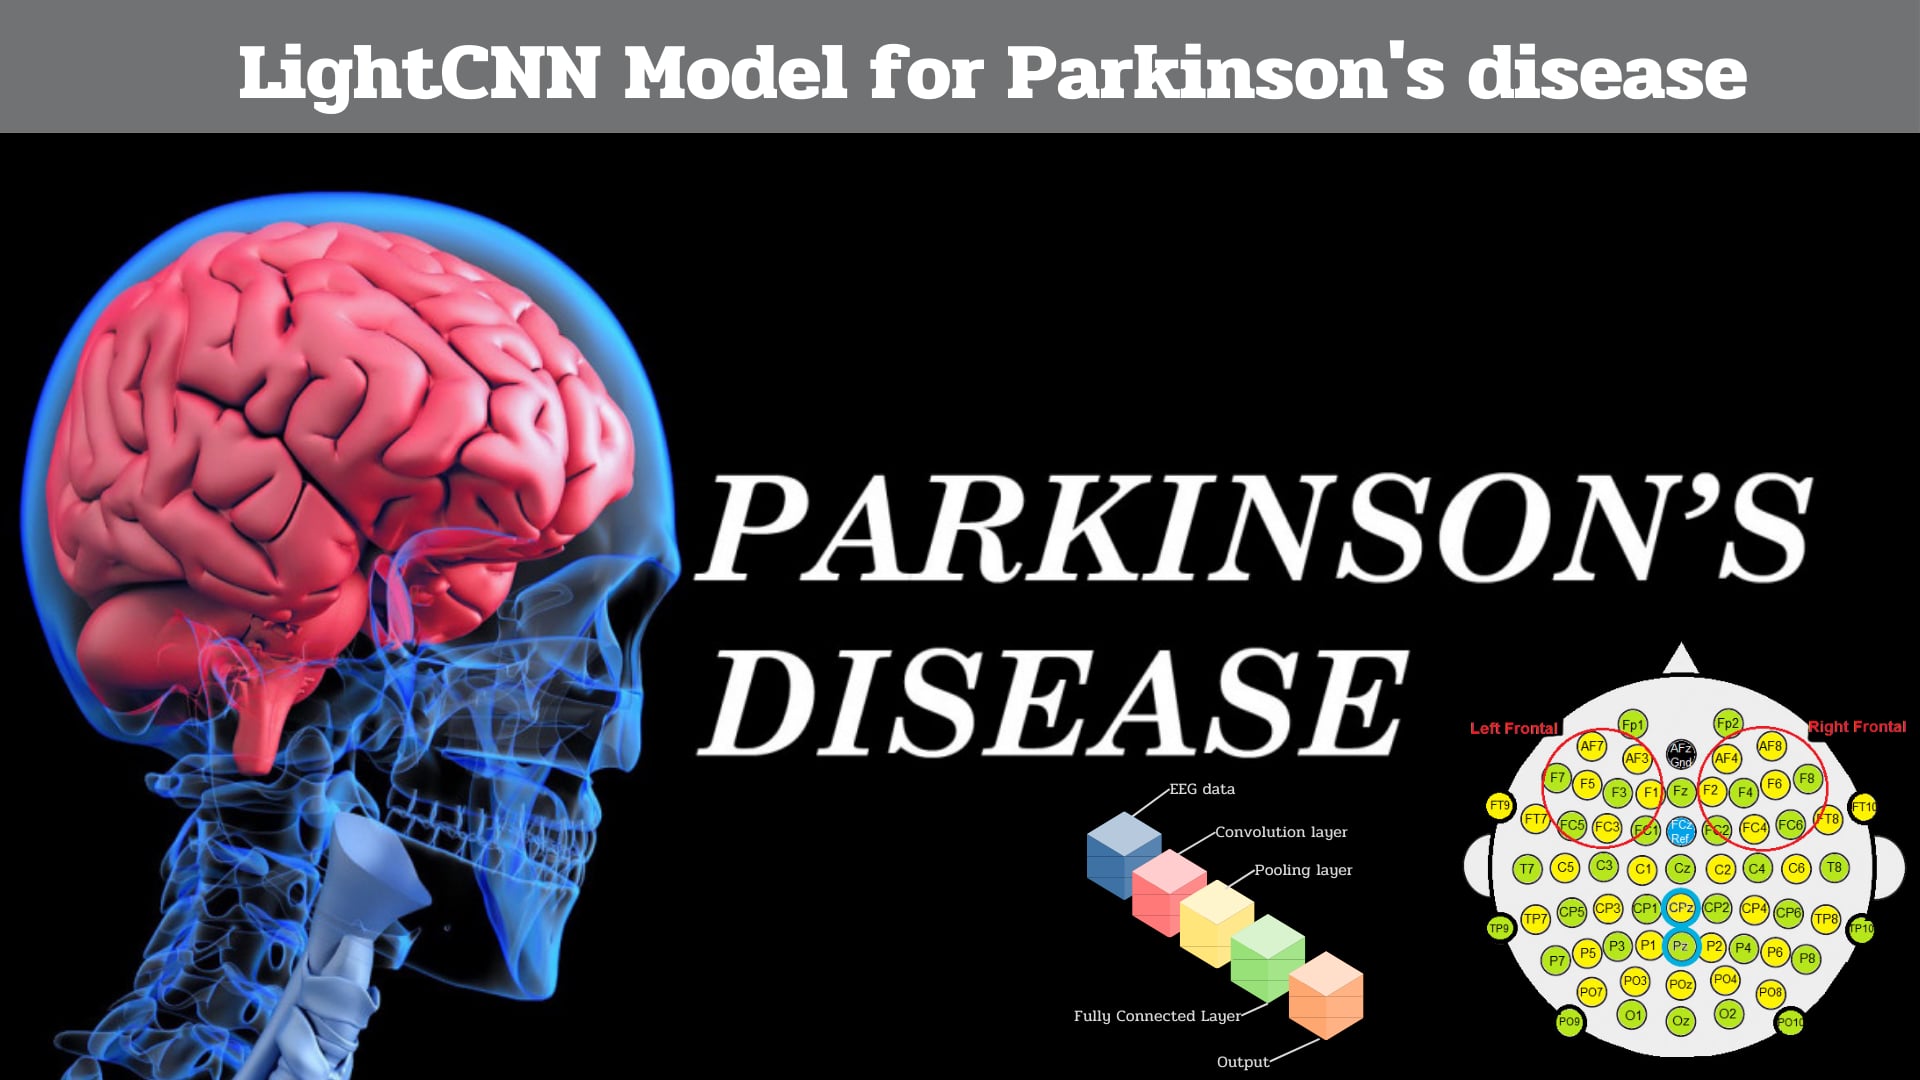 LightCNN Model for Parkinson's disease
PARKINSON’S
DISEASE
EEG data
Convolution layer
Pooling layer
Fully Connected Layer
Output
Left Frontal
Right Frontal
Fp1 Fp2
AF7 AF3 AFz Gnd AF4 AF8
F7 F5 F3 F1 Fz F2 F4 F6 F8
FT9 FT7 FC5 FC3 FC1 FCz Ref FC2 FC4 FC6 FT8 FT10
T7 C5 C3 C1 Cz C2 C4 C6 T8
TP9 TP7 CP5 CP3 CP1 CPz CP2 CP4 CP6 TP8 TP10
P7 P5 P3 P1 Pz P2 P4 P6 P8
PO7 PO3 POz PO4 PO8
PO9 O1 Oz O2 PO10